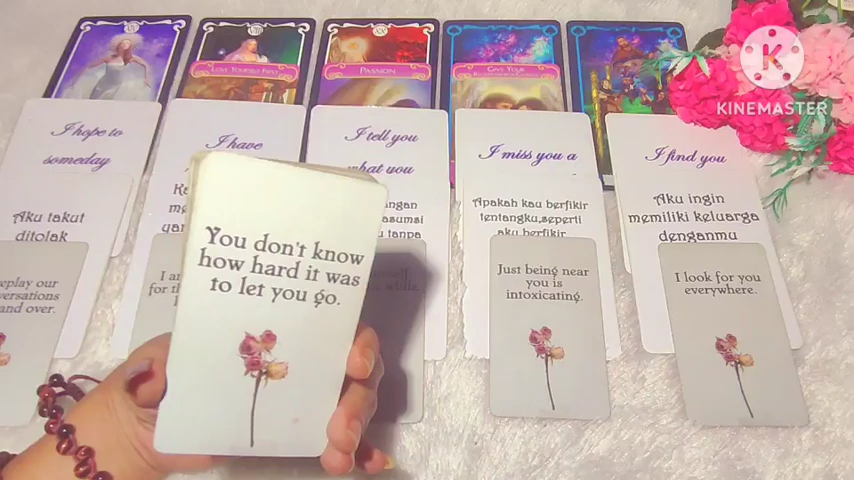 LOVE YOURSELF FIRST
PASSION
GIVE YOUR
KINEMASTER
I hope to
someday
I have
I tell you
what you
I miss you a
I find you
Aku takut
ditolak
Apakah kau berfikir
tentangku,seperti
aku berfikir
Aku ingin
memiliki keluarga
denganmu
replay our
and over.
You don't know
how hard it was
to let you go.
Just being near
you is
intoxicating.
I look for you
everywhere.